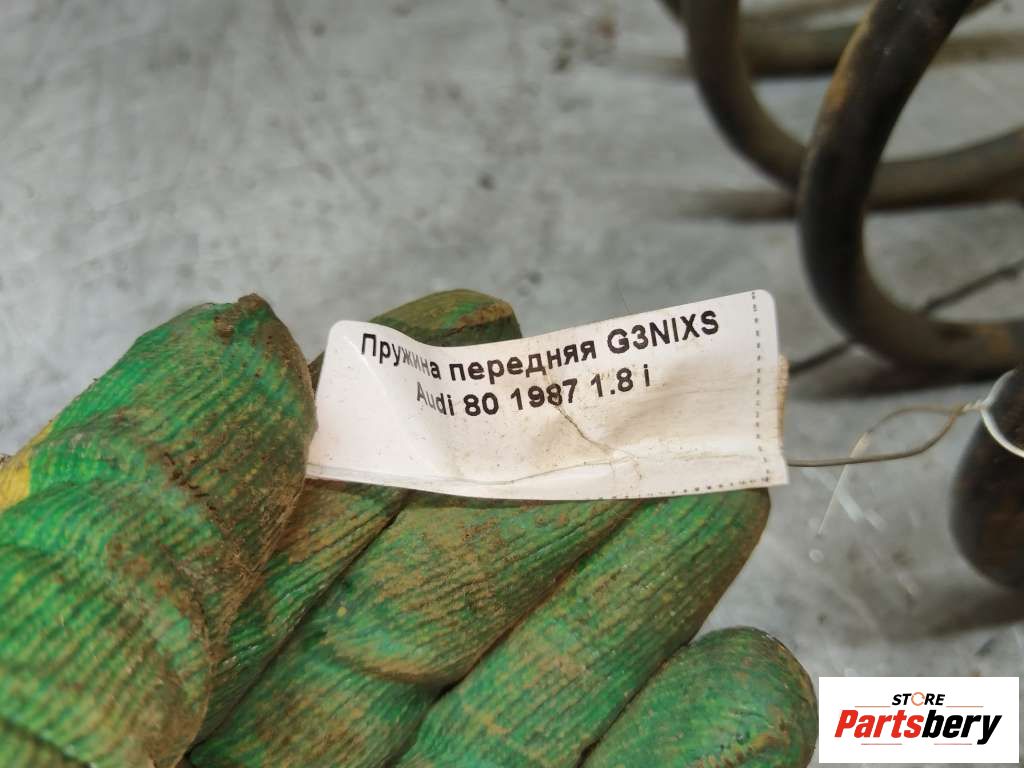 Пружина передняя G3NIXS
Audi 80 1987 1.8 i
STORE
Partsbery